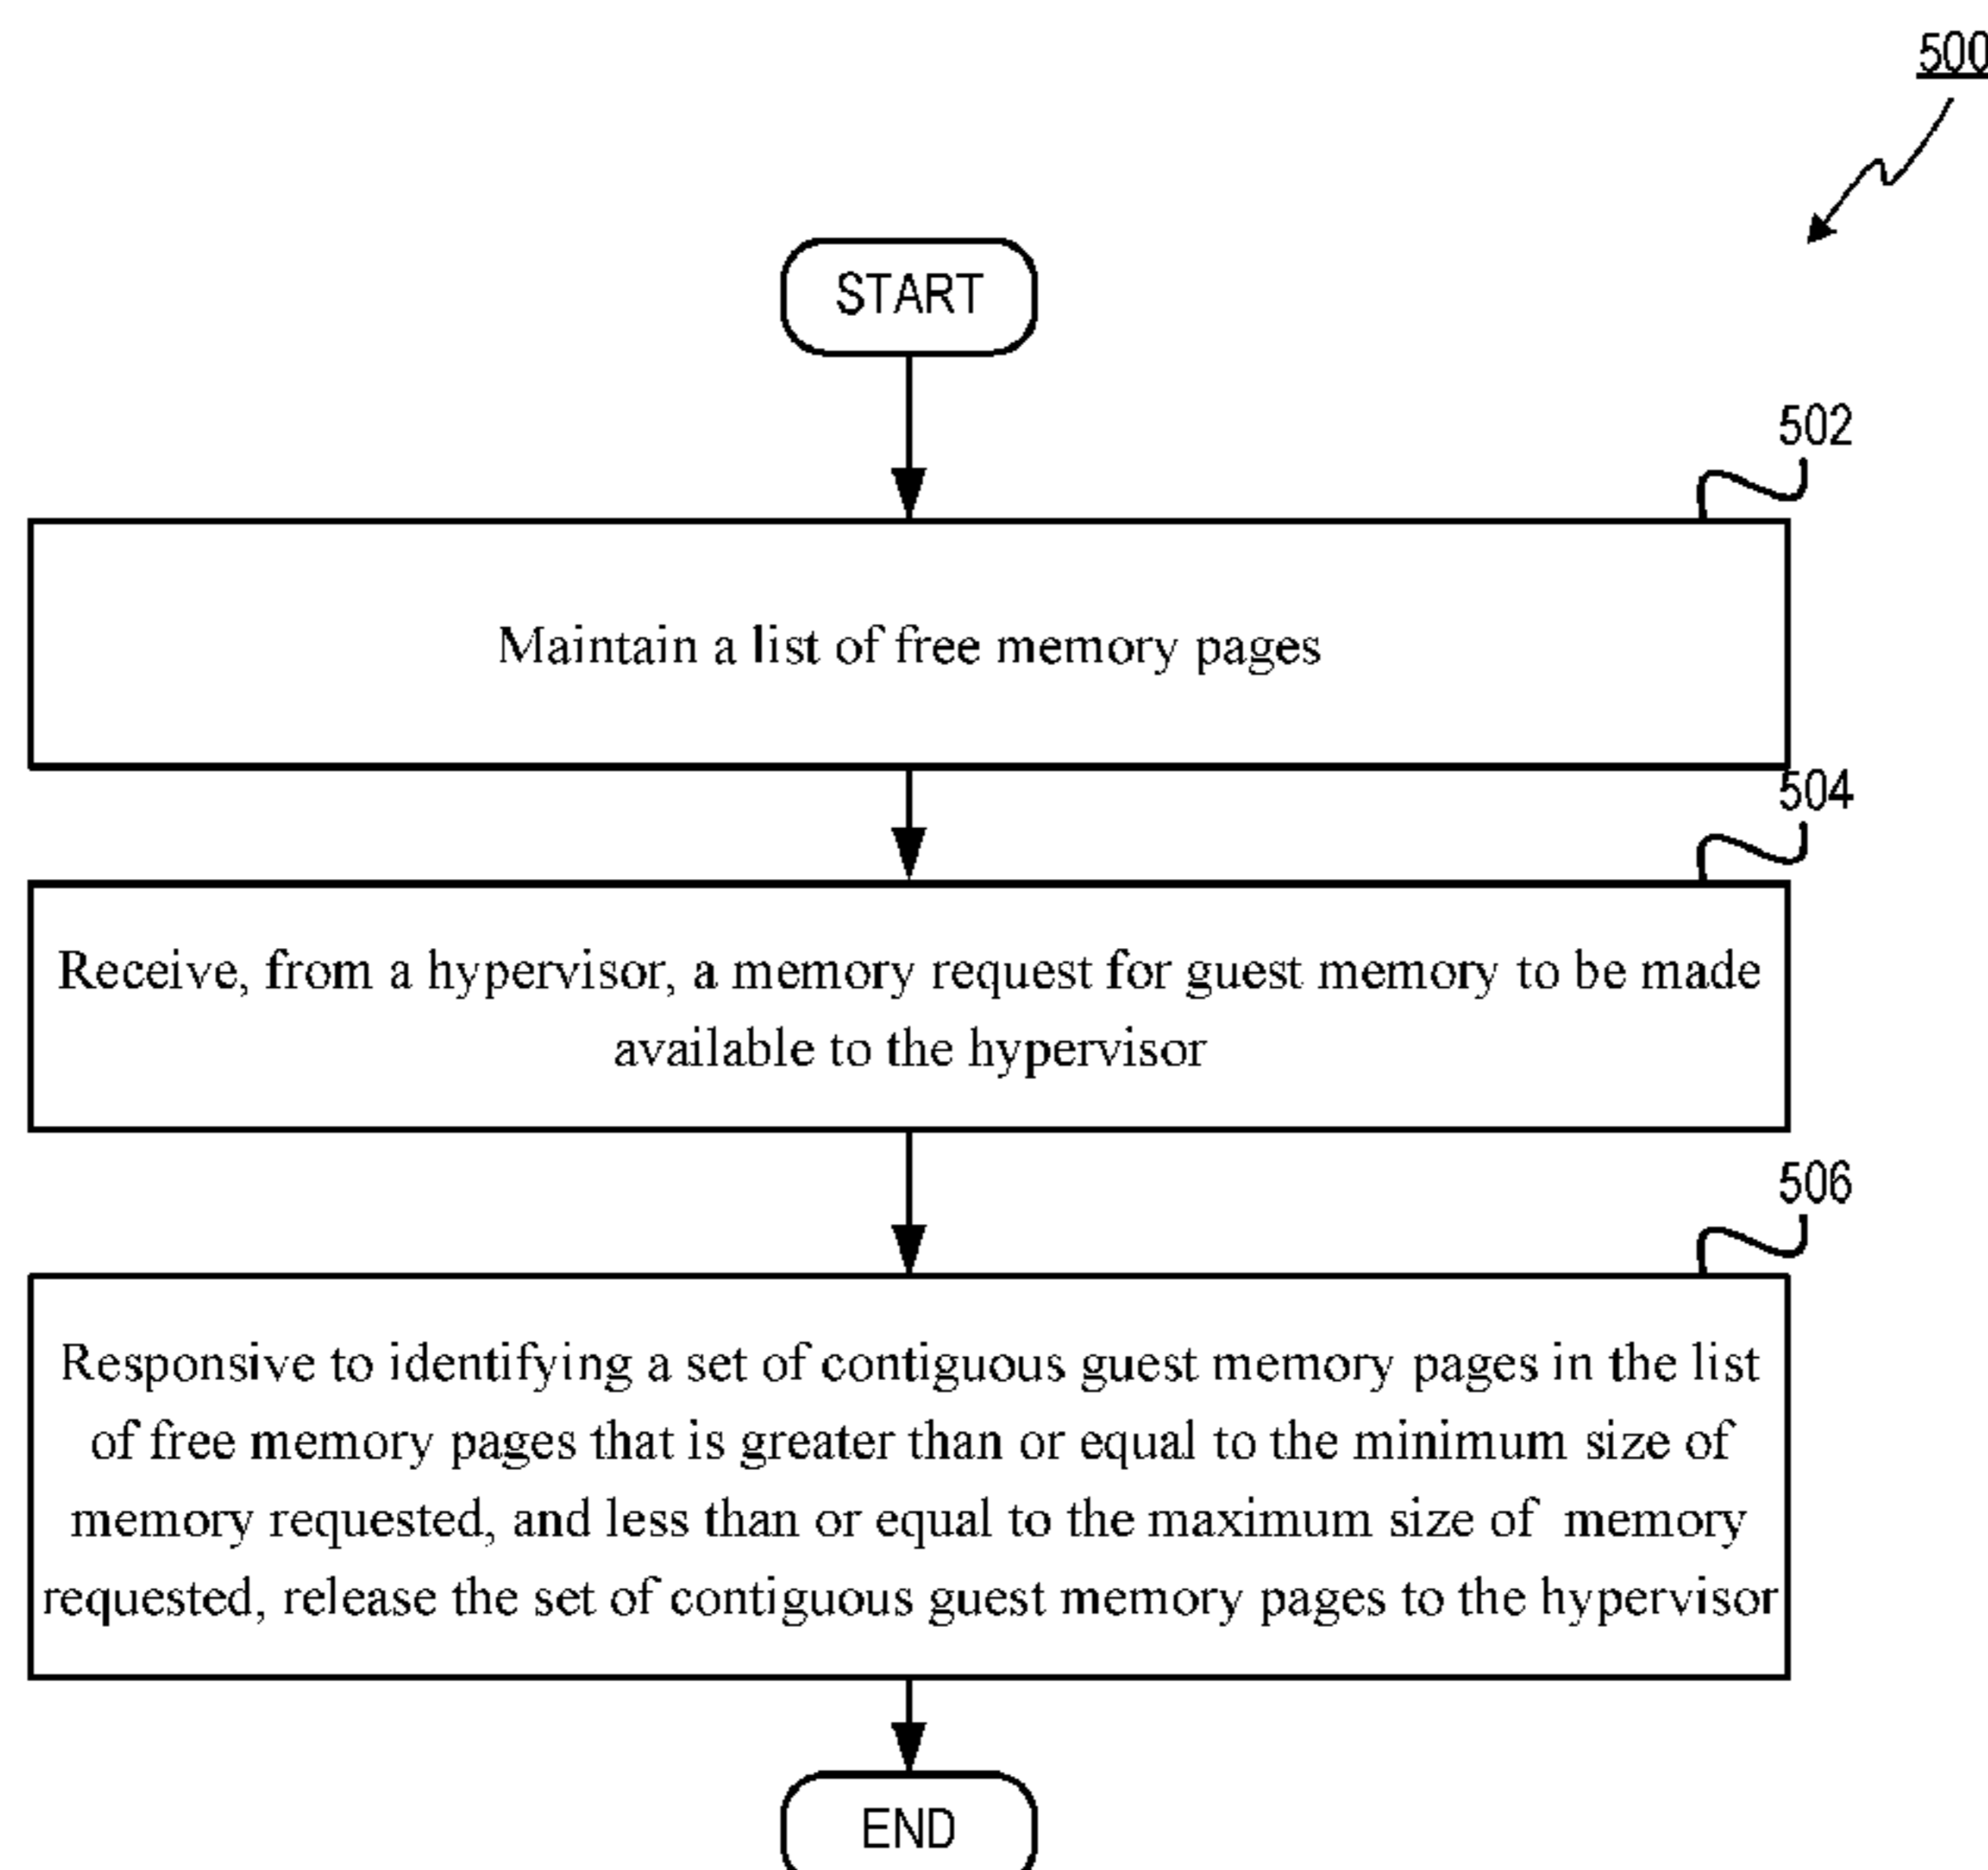 500
START
502
Maintain a list of free memory pages
504
Receive, from a hypervisor, a memory request for guest memory to be made
available to the hypervisor
506
Responsive to identifying a set of contiguous guest memory pages in the list
of free memory pages that is greater than or equal to the minimum size of
memory requested, and less than or equal to the maximum size of memory
requested, release the set of contiguous guest memory pages to the hypervisor
END